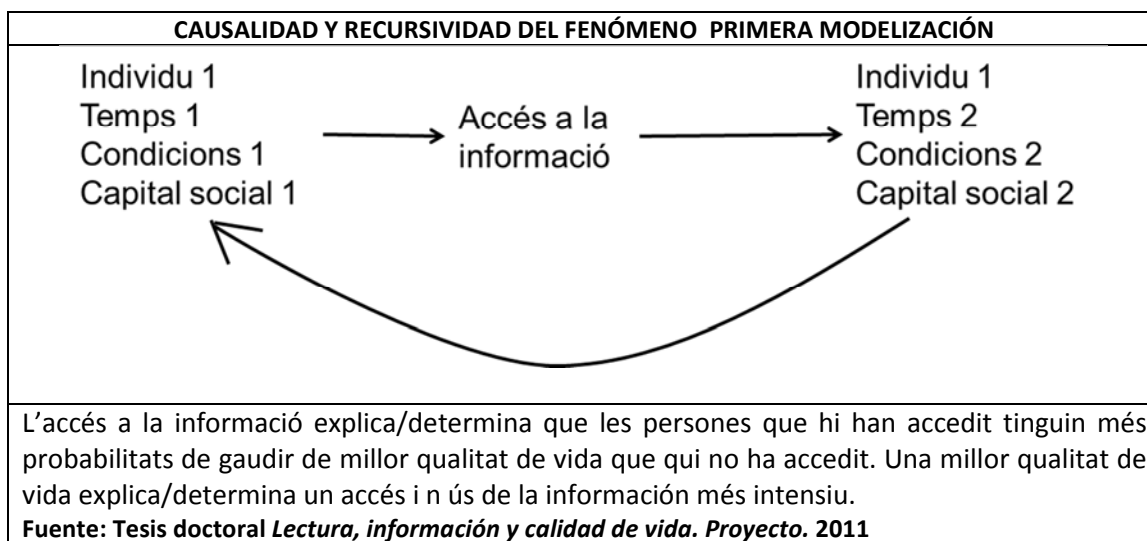 CAUSALIDAD Y RECURSIVIDAD DEL FENÓMENO  PRIMERA MODELIZACIÓN
Individu 1
Temps 1
Condicions 1
Capital social 1
Accés a la
informació
Individu 1
Temps 2
Condicions 2
Capital social 2
L’accés a la informació explica/determina que les persones que hi han accedit tinguin més
probabilitats de gaudir de millor qualitat de vida que qui no ha accedit. Una millor qualitat de
vida explica/determina un accés i n ús de la información més intensiu.
Fuente: Tesis doctoral Lectura, información y calidad de vida. Proyecto. 2011